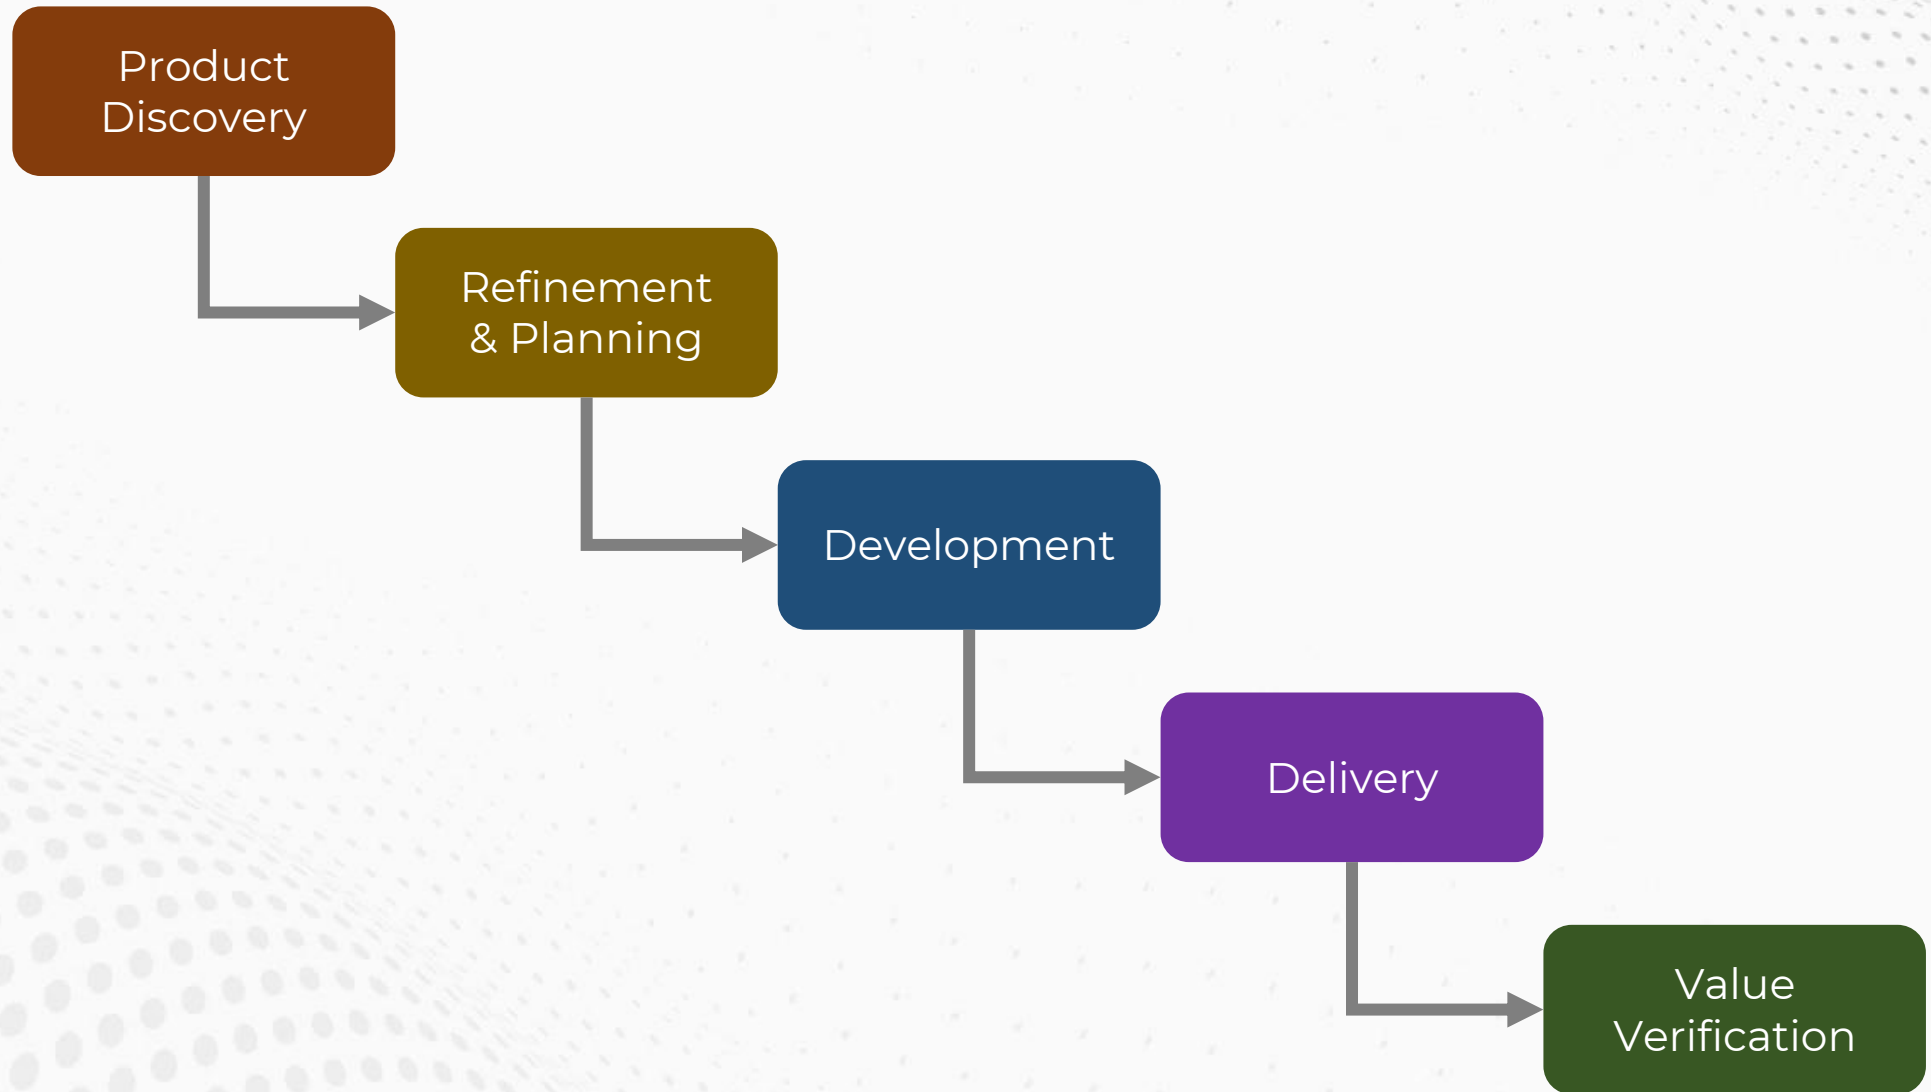 Product
Discovery
Refinement
& Planning
Development
Delivery
Value
Verification